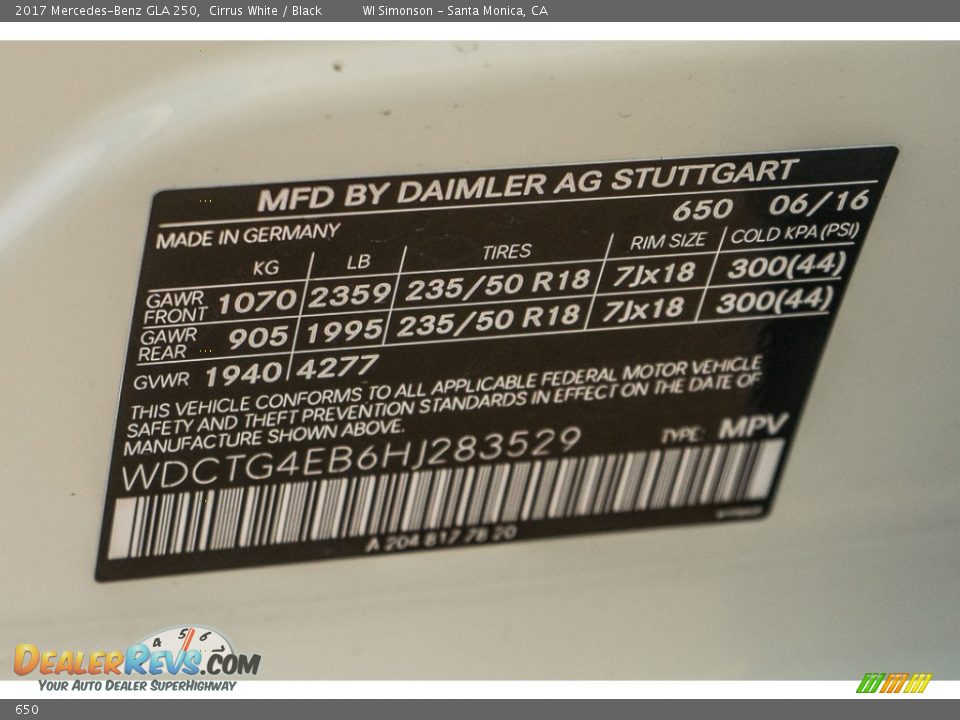 2017 Mercedes-Benz GLA 250, Cirrus White / Black WI Simonson - Santa Monica, CA
MFD BY DAIMLER AG STUTTGART
650 06/16
MADE IN GERMANY
KG LB TIRES RIM SIZE COLD KPA (PSI)
GAWR FRONT 1070 2359 235/50 R18 7Jx18 300(44)
GAWR REAR 905 1995 235/50 R18 7Jx18 300(44)
GVWR 1940 4277
THIS VEHICLE CONFORMS TO ALL APPLICABLE FEDERAL MOTOR VEHICLE
SAFETY AND THEFT PREVENTION STANDARDS IN EFFECT ON THE DATE OF
MANUFACTURE SHOWN ABOVE.
WDCTG4EB6HJ283529 TYPE: MPV
A 204 817 78 20
4 5 6 7
DEALERREVS.COM
YOUR AUTO DEALER SUPERHIGHWAY
650